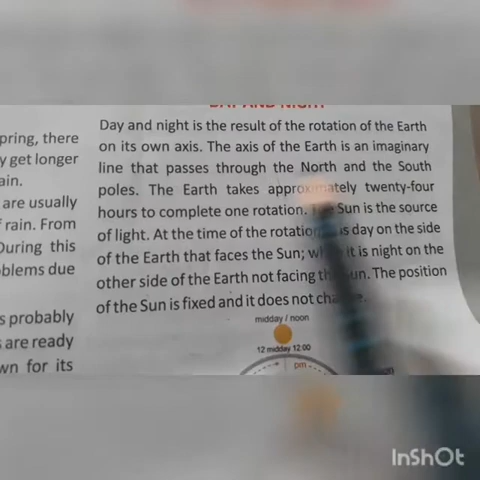 DAY AND NIGHT
pring, there
y get longer
ain.
are usually
f rain. From
During this
blems due
s probably
are ready
wn for its
Day and night is the result of the rotation of the Earth
on its own axis. The axis of the Earth is an imaginary
line that passes through the North and the South
poles. The Earth takes approximately twenty-four
hours to complete one rotation. Sun is the source
of light. At the time of the rotation is day on the side
of the Earth that faces the Sun; it is night on the
other side of the Earth not facing the Sun. The position
of the Sun is fixed and it does not
midday / noon
12 midday 12:00
pm
InShOt